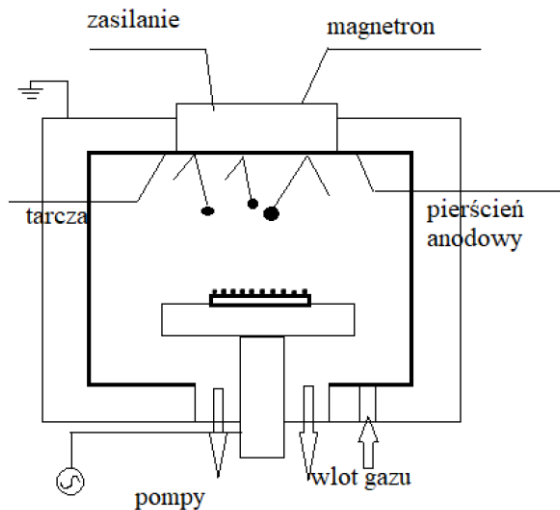 zasilanie
magnetron
tarcza
pierścień
anodowy
wlot gazu
pompy